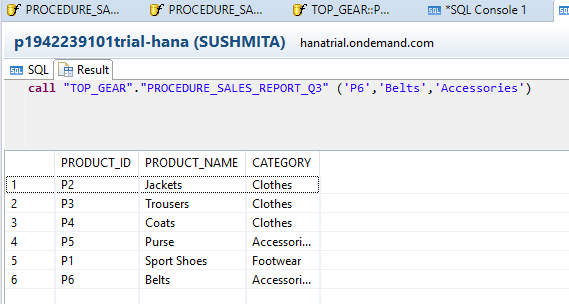 PROCEDURE_SA... PROCEDURE_SA... TOP_GEAR::P... *SQL Console 1 SQL
p1942239101trial-hana (SUSHMITA) hanatrial.ondemand.com
SQL SQL Result
call "TOP_GEAR"."PROCEDURE_SALES_REPORT_Q3" ('P6','Belts','Accessories')
PRODUCT_ID PRODUCT_NAME CATEGORY
1 P2 Jackets Clothes
2 P3 Trousers Clothes
3 P4 Coats Clothes
4 P5 Purse Accessori...
5 P1 Sport Shoes Footwear
6 P6 Belts Accessori...